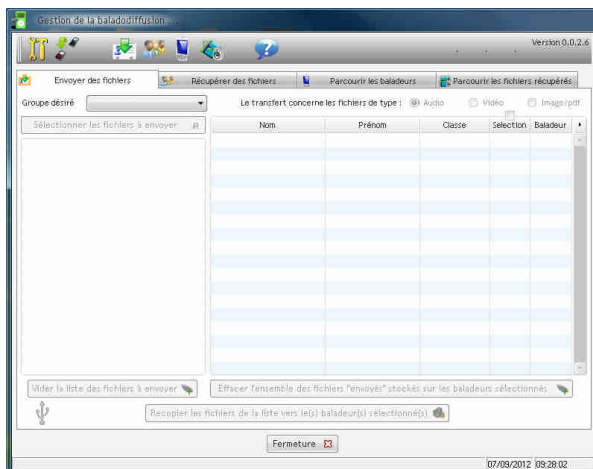 Gestion de la baladodiffusion
Version 0.0.2.6
Envoyer des fichiers
Récupérer des fichiers
Parcourir les baladeurs
Parcourir les fichiers récupérés
Groupe désiré
Le transfert concerne les fichiers de type :
Audio
Vidéo
Image/pdf
Sélectionner les fichiers à envoyer
Nom
Prénom
Classe
Selection
Baladeur
Vider la liste des fichiers à envoyer
Effacer l'ensemble des fichiers "envoyés" stockés sur les baladeurs sélectionnés
Recopier les fichiers de la liste vers le(s) baladeur(s) sélectionné(s)
Fermeture
07/09/2012
09:28:02